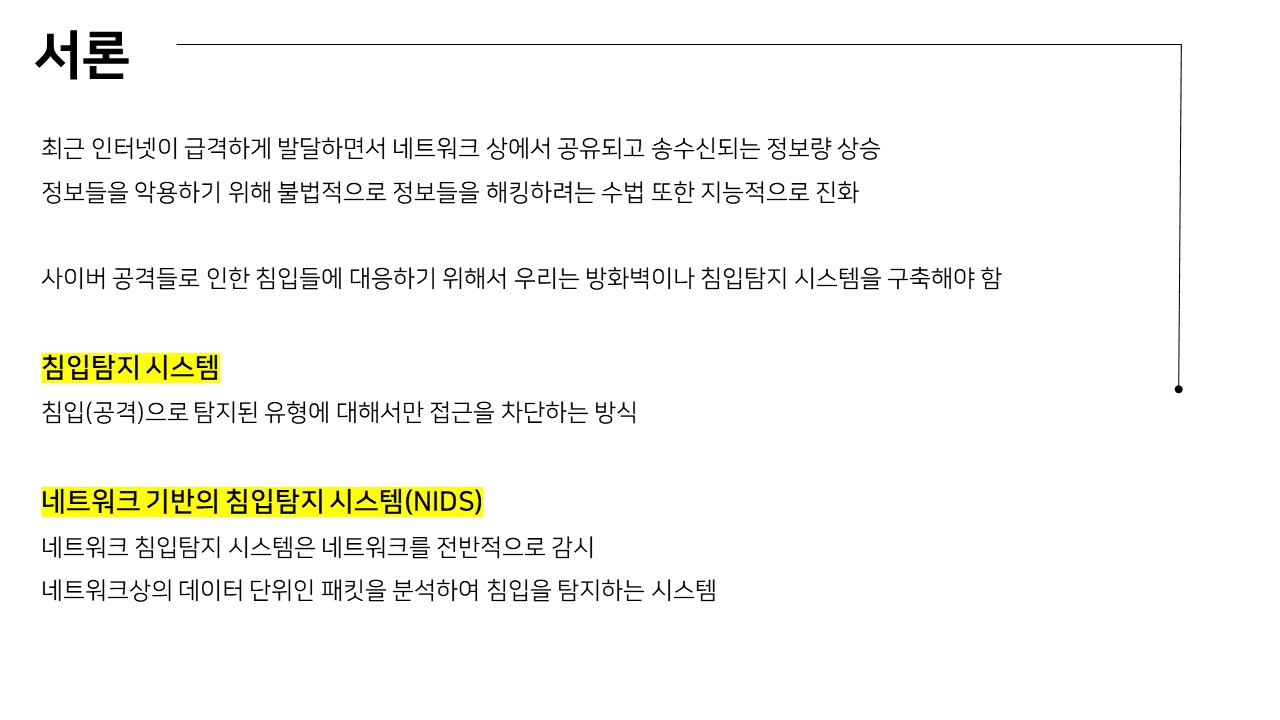 서론
최근 인터넷이 급격하게 발달하면서 네트워크 상에서 공유되고 송수신되는 정보량 상승
정보들을 악용하기 위해 불법적으로 정보들을 해킹하려는 수법 또한 지능적으로 진화
사이버 공격들로 인한 침입들에 대응하기 위해서 우리는 방화벽이나 침입탐지 시스템을 구축해야 함
침입탐지 시스템
침입(공격)으로 탐지된 유형에 대해서만 접근을 차단하는 방식
네트워크 기반의 침입탐지 시스템(NIDS)
네트워크 침입탐지 시스템은 네트워크를 전반적으로 감시
네트워크상의 데이터 단위인 패킷을 분석하여 침입을 탐지하는 시스템